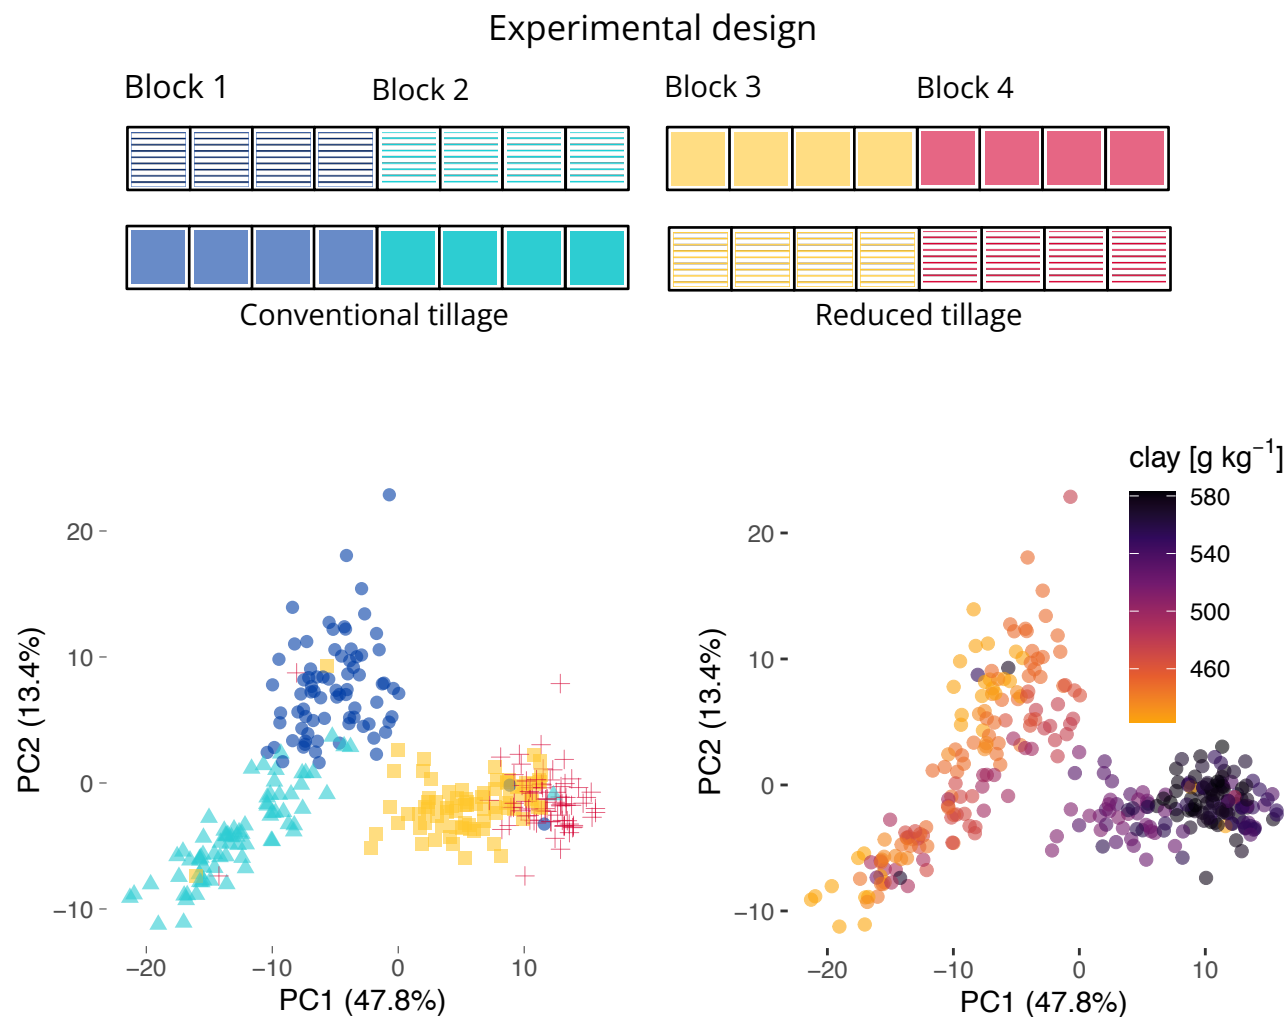 Experimental design
Block 1
Block 2
Block 3
Block 4
Conventional tillage
Reduced tillage
PC2 (13.4%)
20
10
0
−10
−20
−10
0
10
PC1 (47.8%)
PC2 (13.4%)
20
10
0
−10
−20
−10
0
10
PC1 (47.8%)
clay [g kg⁻¹]
580
540
500
460